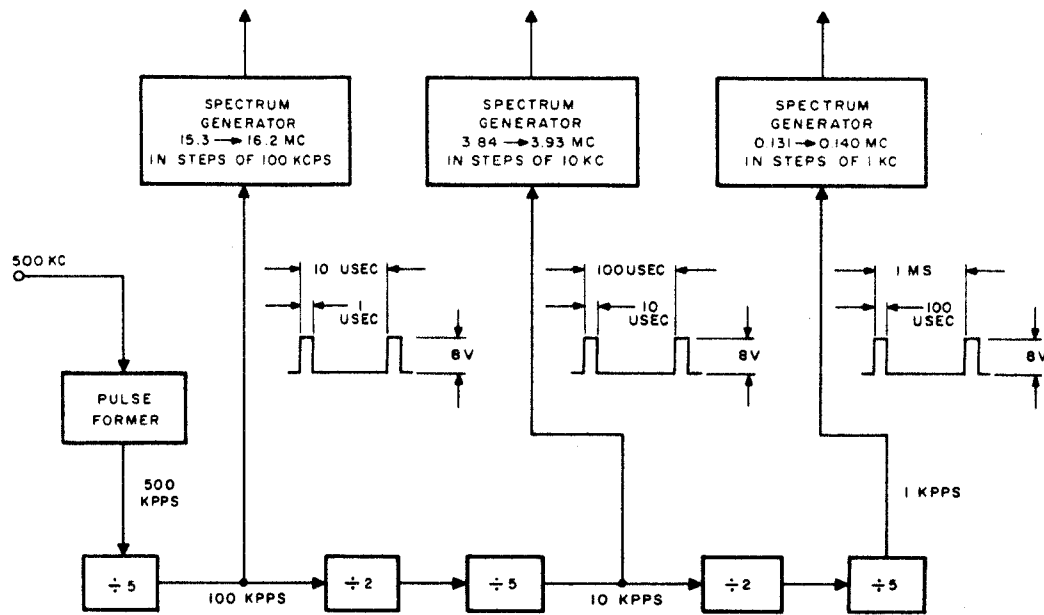 SPECTRUM
GENERATOR
15.3→16.2 MC
IN STEPS OF 100 KCPS
SPECTRUM
GENERATOR
3.84→3.93 MC
IN STEPS OF 10 KC
SPECTRUM
GENERATOR
0.131→0.140 MC
IN STEPS OF 1 KC
500 KC
10 USEC
1
USEC
8V
100 USEC
10
USEC
8V
1 MS
100
USEC
8V
PULSE
FORMER
500
KPPS
1 KPPS
÷5
100 KPPS
÷2
÷5
10 KPPS
÷2
÷5